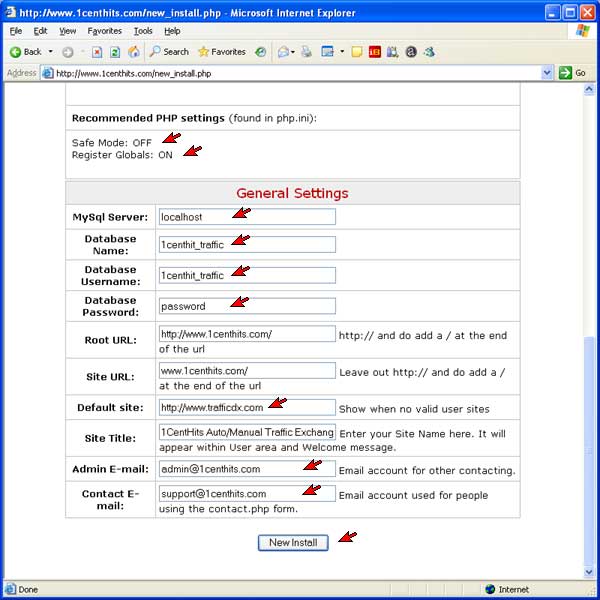 http://www.1centhits.com/new_install.php - Microsoft Internet Explorer
File Edit View Favorites Tools Help
Back Search Favorites
Address http://www.1centhits.com/new_install.php Go
Recommended PHP settings (found in php.ini):
Safe Mode: OFF
Register Globals: ON
General Settings
MySql Server: localhost
Database
Name: 1centhit_traffic
Database
Username: 1centhit_traffic
Database
Password: password
Root URL: http://www.1centhits.com/ http:// and do add a / at the end
of the url
Site URL: www.1centhits.com/ Leave out http:// and do add a /
at the end of the url
Default site: http://www.trafficdx.com Show when no valid user sites
Site Title: 1CentHits Auto/Manual Traffic Exchang Enter your Site Name here. It will
appear within User area and Welcome message.
Admin E-mail: admin@1centhits.com Email account for other contacting.
Contact E-
mail: support@1centhits.com Email account used for people
using the contact.php form.
New Install
Done Internet